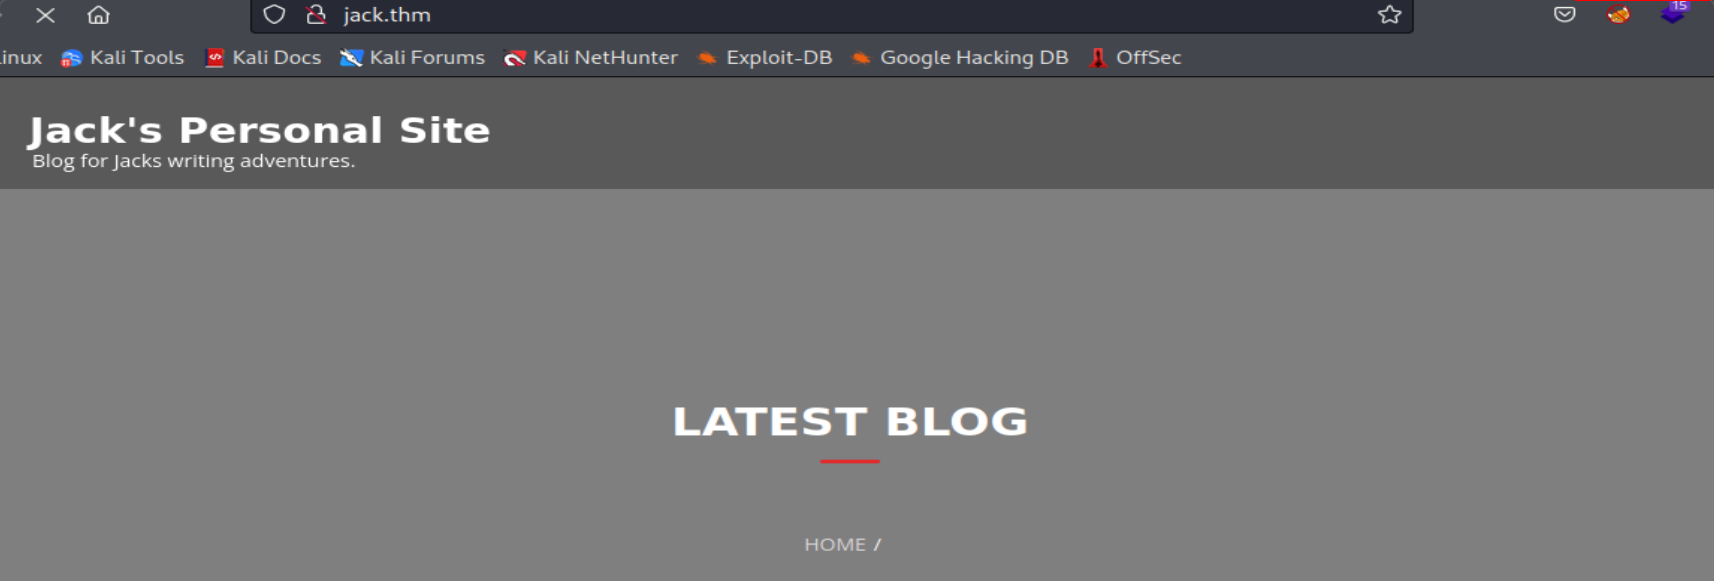 jack.thm
15
inux Kali Tools Kali Docs Kali Forums Kali NetHunter Exploit-DB Google Hacking DB OffSec
Jack's Personal Site
Blog for Jacks writing adventures.
LATEST BLOG
HOME /